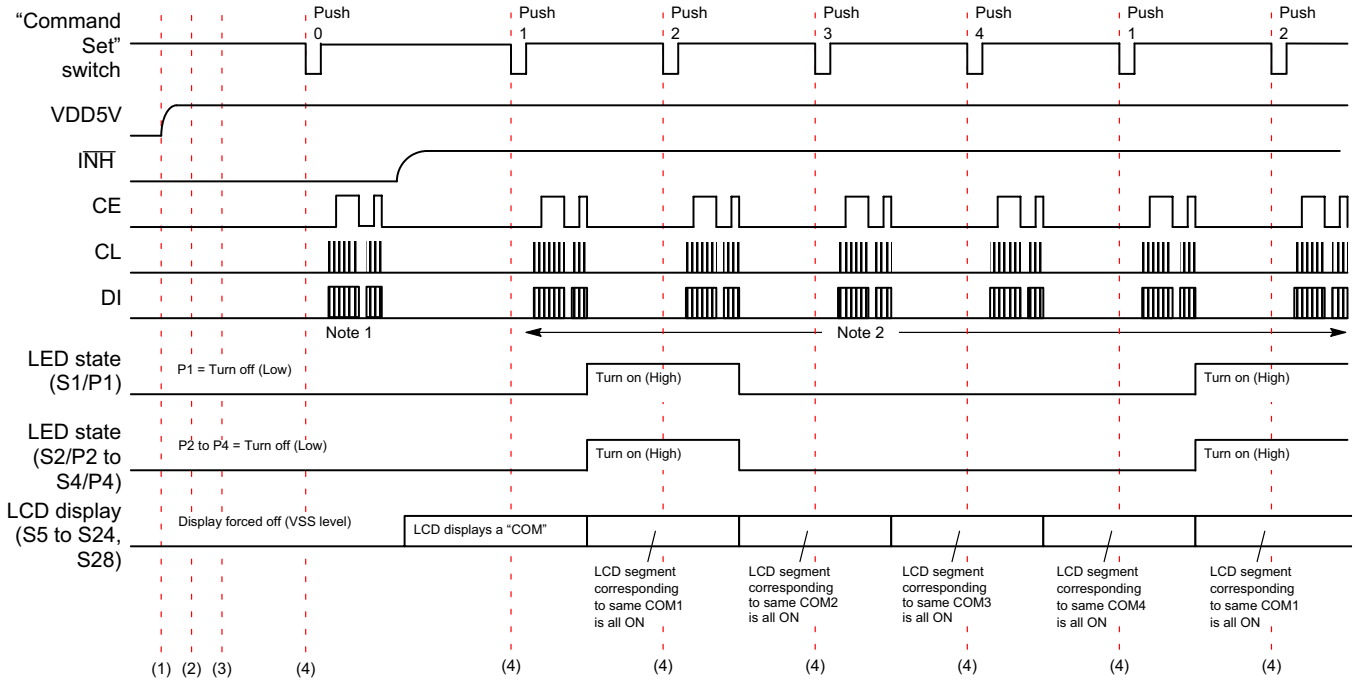 "Command
Set"
switch
Push
0
Push
1
Push
2
Push
3
Push
4
Push
1
Push
2
VDD5V
INH
CE
CL
DI
Note 1
Note 2
LED state
(S1/P1)
P1 = Turn off (Low)
Turn on (High)
Turn on (High)
LED state
(S2/P2 to
S4/P4)
P2 to P4 = Turn off (Low)
Turn on (High)
Turn on (High)
LCD display
(S5 to S24,
S28)
Display forced off (VSS level)
LCD displays a "COM"
LCD segment
corresponding
to same COM1
is all ON
LCD segment
corresponding
to same COM2
is all ON
LCD segment
corresponding
to same COM3
is all ON
LCD segment
corresponding
to same COM4
is all ON
LCD segment
corresponding
to same COM1
is all ON
(1) (2) (3) (4) (4) (4) (4) (4) (4) (4)